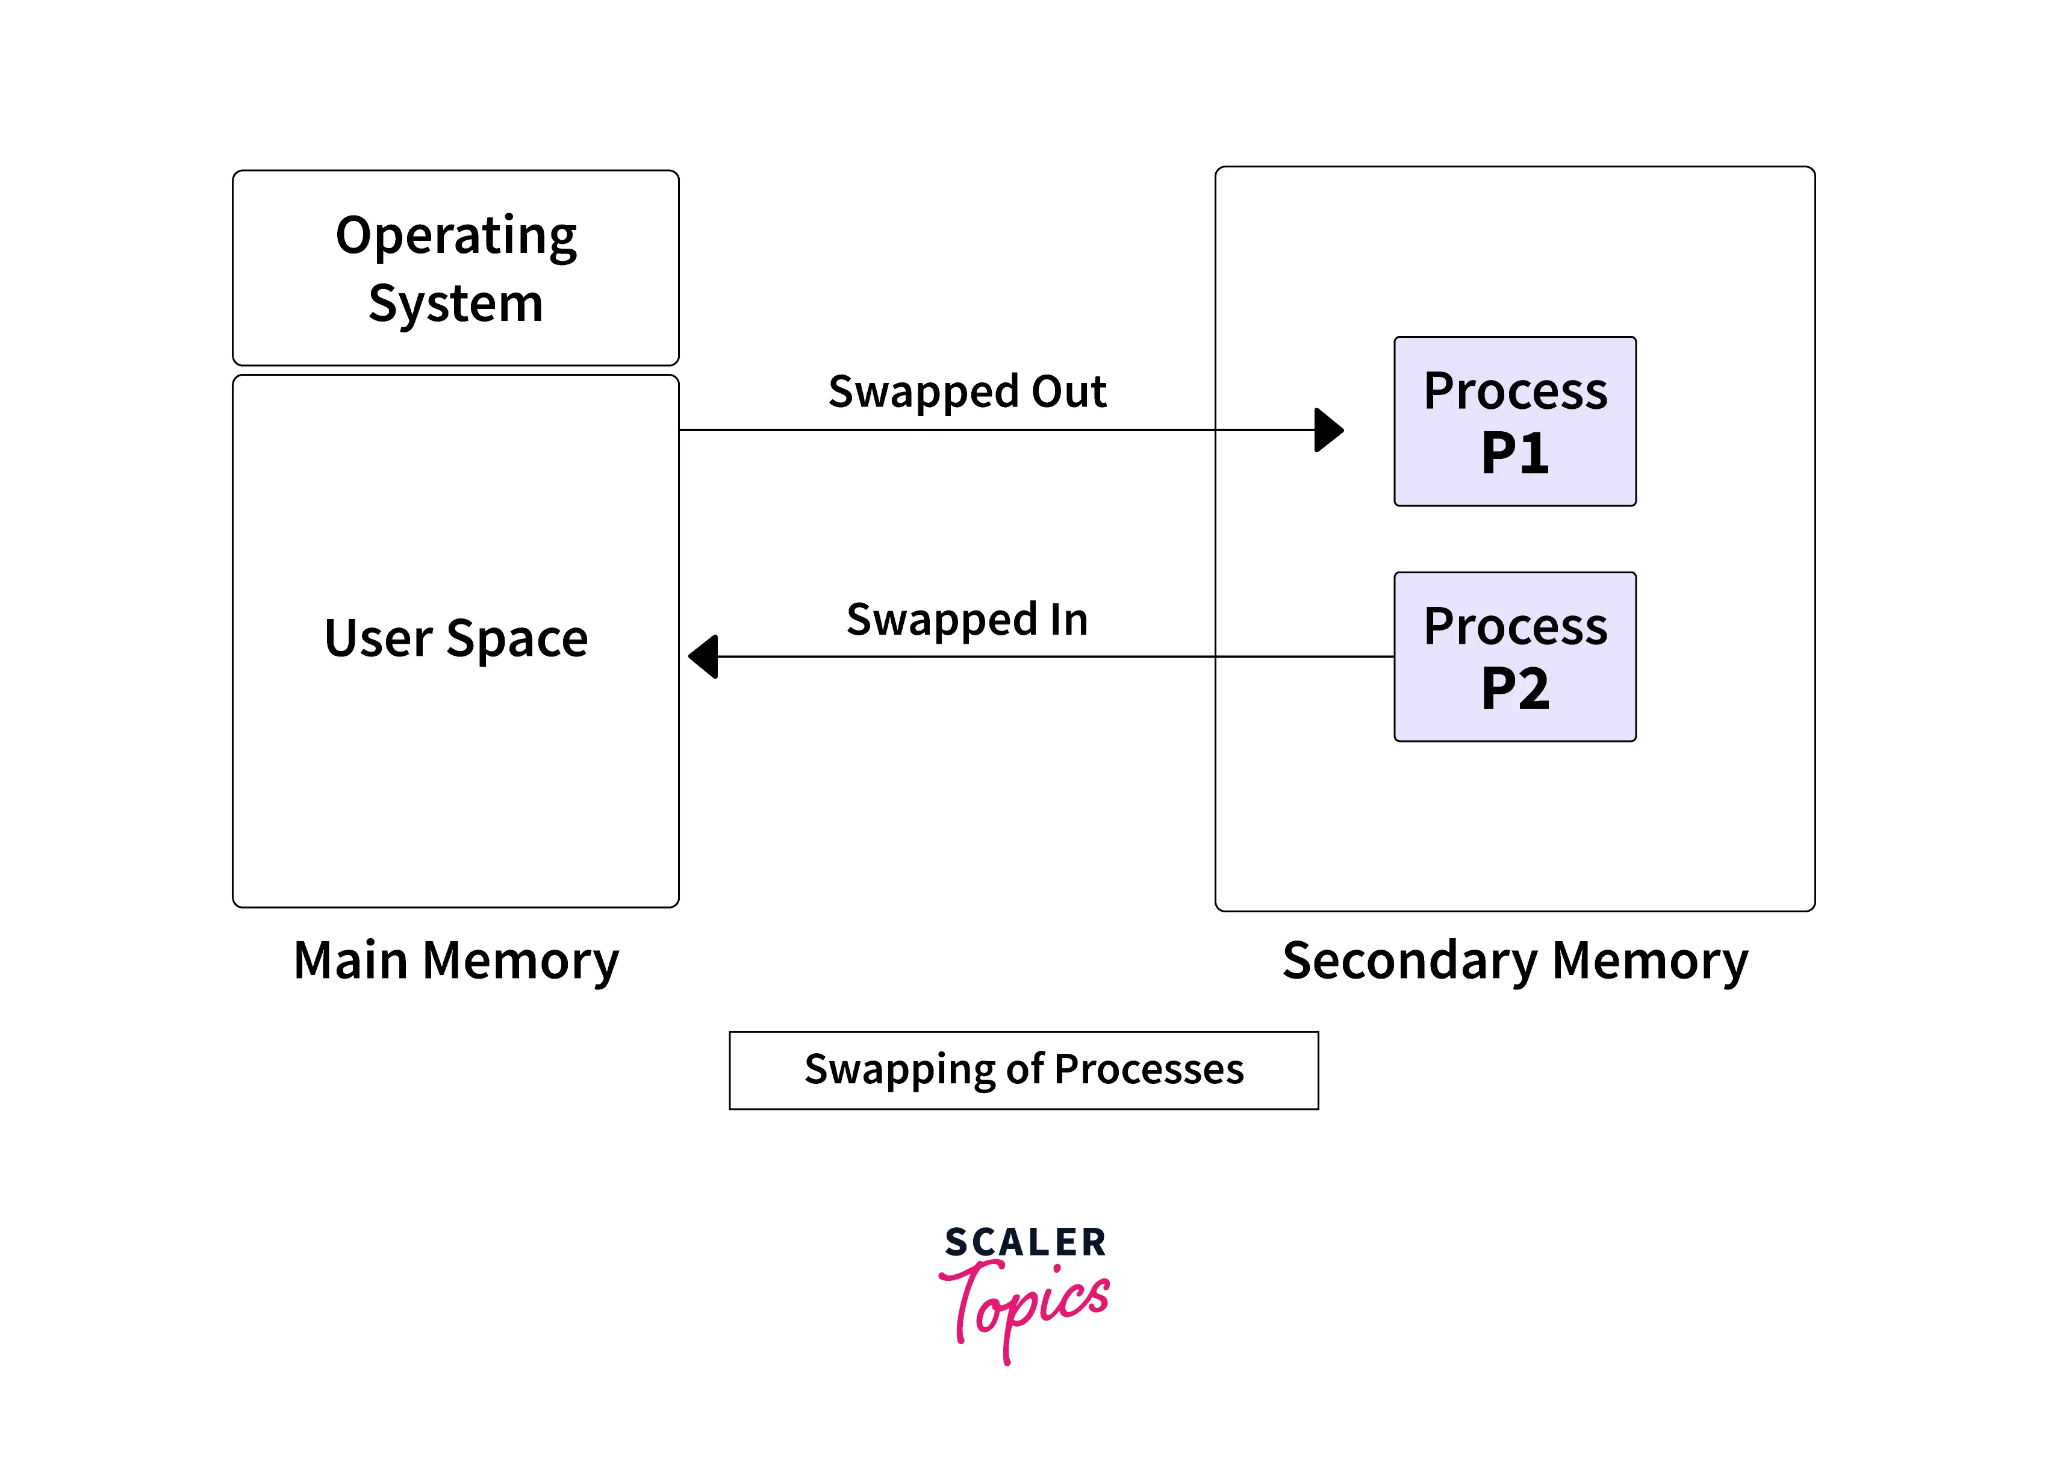 Operating
System
Swapped Out
Process
P1
User Space
Swapped In
Process
P2
Main Memory
Secondary Memory
Swapping of Processes
SCALER
Topics